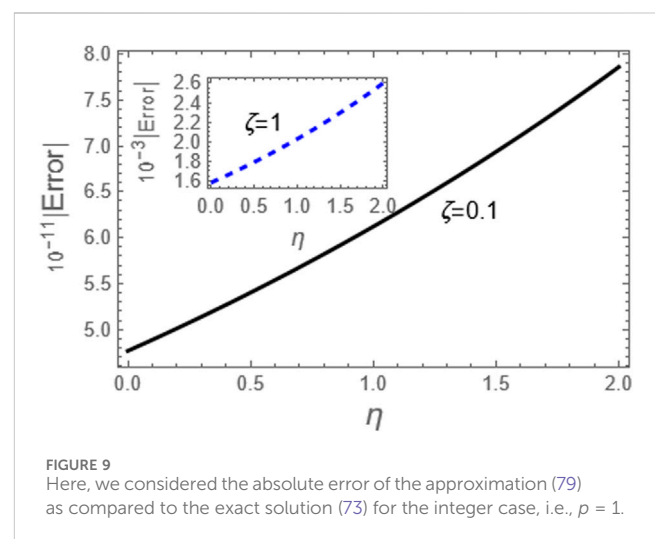 8.0
7.5
7.0
6.5
6.0
5.5
5.0
10⁻¹¹|Error|
0.0 0.5 1.0 1.5 2.0
η
ζ=0.1
2.6
2.4
2.2
2.0
1.8
1.6
10⁻³|Error|
ζ=1
0.0 0.5 1.0 1.5 2.0
η
FIGURE 9
Here, we considered the absolute error of the approximation (79)
as compared to the exact solution (73) for the integer case, i.e., p = 1.